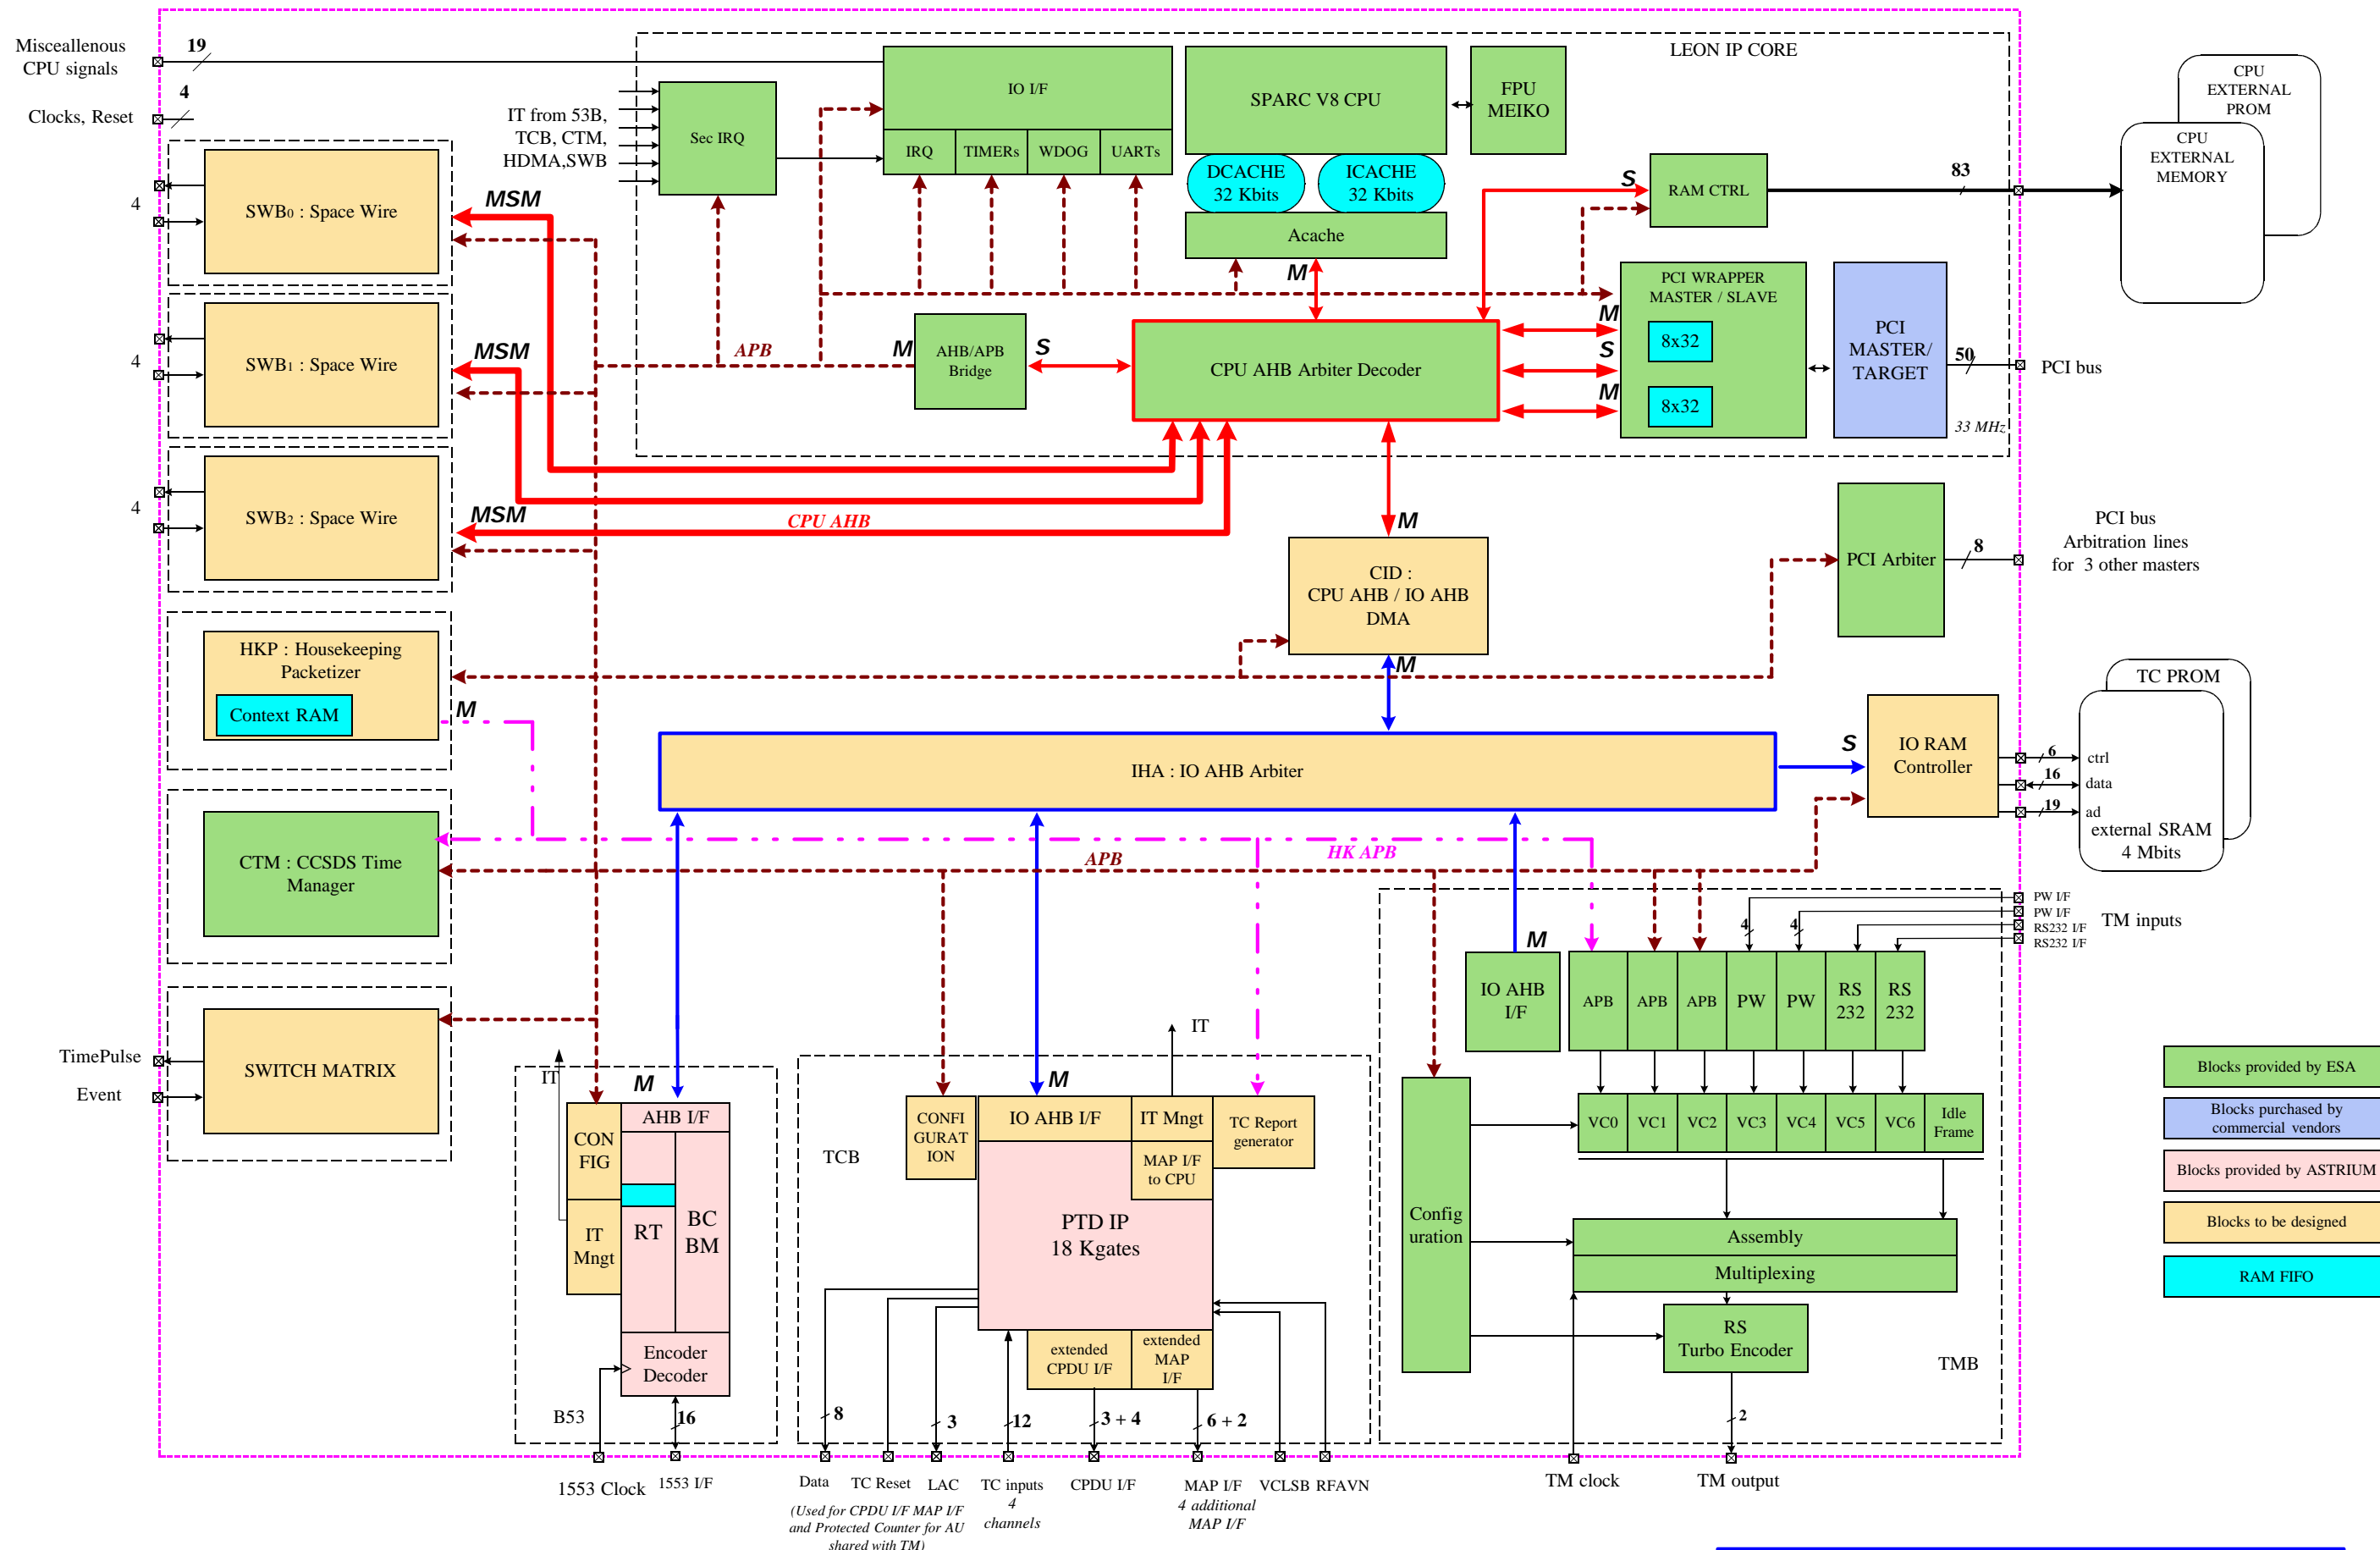 Misceallenous
CPU signals
19
4
Clocks, Reset
LEON IP CORE
IT from 53B,
TCB, CTM,
HDMA,SWB
Sec IRQ
IO I/F
IRQ
TIMERs
WDOG
UARTs
SPARC V8 CPU
FPU
MEIKO
DCACHE
32 Kbits
ICACHE
32 Kbits
Acache
M
S
RAM CTRL
83
CPU
EXTERNAL
PROM
CPU
EXTERNAL
MEMORY
4
SWB0 : Space Wire
MSM
4
SWB1 : Space Wire
MSM
4
SWB2 : Space Wire
MSM
CPU AHB
APB
M
AHB/APB
Bridge
S
CPU AHB Arbiter Decoder
M
S
M
PCI WRAPPER
MASTER / SLAVE
8x32
8x32
PCI
MASTER/
TARGET
50
33 MHz
PCI bus
M
CID :
CPU AHB / IO AHB
DMA
M
PCI Arbiter
8
PCI bus
Arbitration lines
for 3 other masters
HKP : Housekeeping
Packetizer
Context RAM
M
IHA : IO AHB Arbiter
S
IO RAM
Controller
6
16
19
TC PROM
ctrl
data
ad
external SRAM
4 Mbits
CTM : CCSDS Time
Manager
APB
HK APB
PW I/F
PW I/F
RS232 I/F
RS232 I/F
TM inputs
TimePulse
Event
SWITCH MATRIX
IT
M
CON
FIG
IT
Mngt
AHB I/F
RT
BC
BM
Encoder
Decoder
B53
16
1553 Clock
1553 I/F
TCB
CONFI
GURAT
ION
M
IT
IO AHB I/F
IT Mngt
TC Report
generator
MAP I/F
to CPU
PTD IP
18 Kgates
extended
CPDU I/F
extended
MAP
I/F
8
3
12
3 + 4
6 + 2
Data
TC Reset
LAC
TC inputs
4
channels
CPDU I/F
MAP I/F
4 additional
MAP I/F
VCLSB
RFAVN
(Used for CPDU I/F MAP I/F
and Protected Counter for AU
shared with TM)
M
IO AHB
I/F
4
4
APB
APB
APB
PW
PW
RS
232
RS
232
VC0
VC1
VC2
VC3
VC4
VC5
VC6
Idle
Frame
Config
uration
Assembly
Multiplexing
RS
Turbo Encoder
TMB
2
TM clock
TM output
Blocks provided by ESA
Blocks purchased by
commercial vendors
Blocks provided by ASTRIUM
Blocks to be designed
RAM FIFO